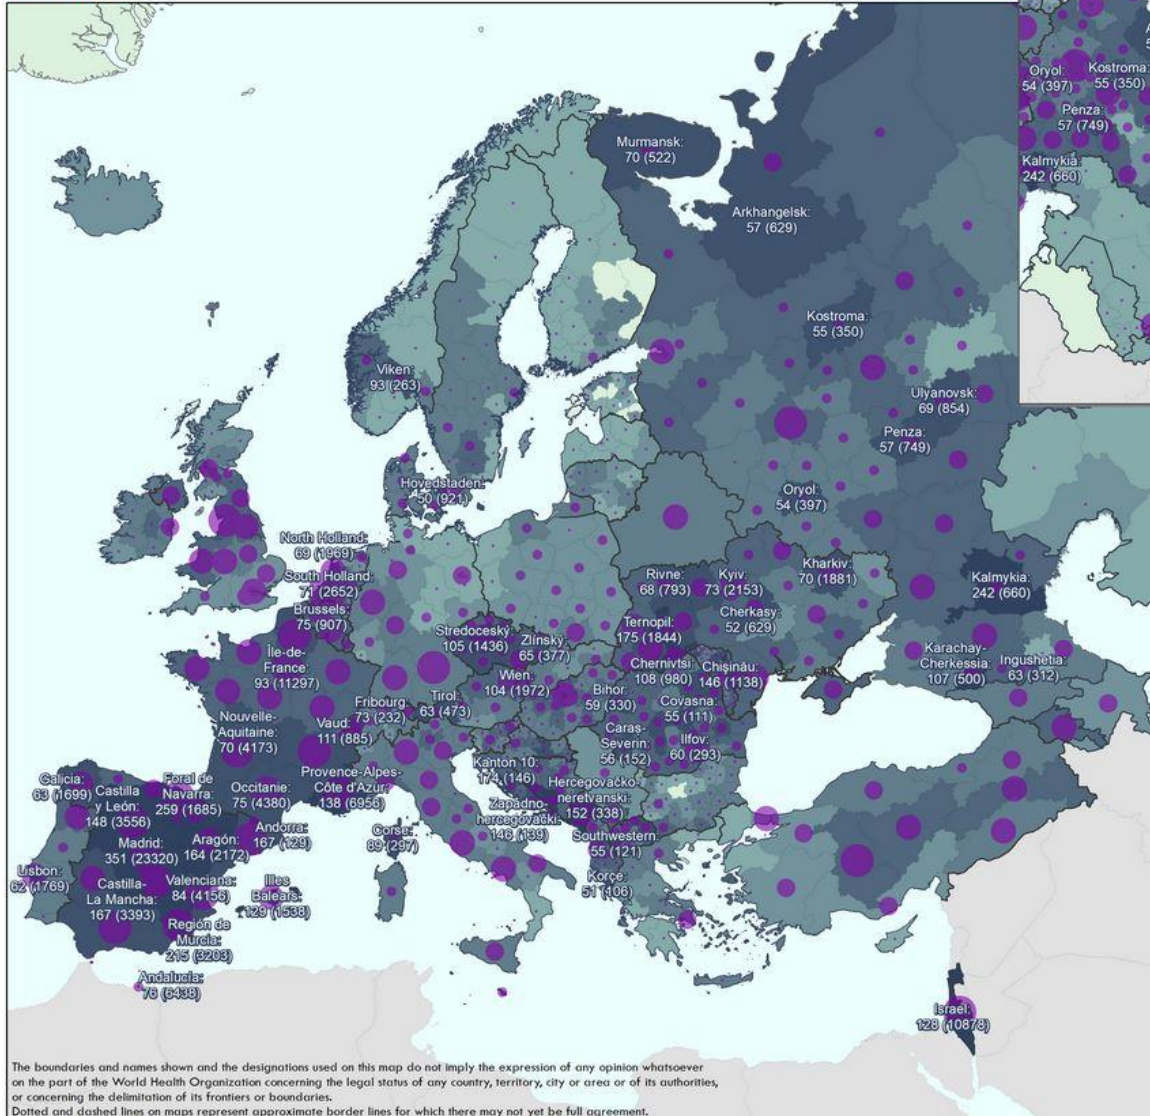 Oryol:
54 (397)
Kostroma:
55 (350)
Penza:
57 (749)
Kalmykia:
242 (660)
Murmansk:
70 (522)
Arkhangelsk:
57 (629)
Kostroma:
55 (350)
Viken:
93 (263)
Ulyanovsk:
69 (854)
Penza:
57 (749)
Hovedstaden:
50 (921)
Oryol:
54 (397)
North Holland:
69 (1969)
South Holland:
71 (2652)
Brussels:
75 (907)
Rivne:
68 (793)
Kyiv:
73 (2153)
Kharkiv:
70 (1881)
Kalmykia:
242 (660)
Cherkasy:
52 (629)
Ternopil:
175 (1844)
Stredoceský:
105 (1436)
Zlínský:
65 (377)
Île-de-
France:
93 (11297)
Wien:
104 (1972)
Chernivtsi:
108 (980)
Chișinău:
146 (1138)
Karachay-
Cherkessia:
107 (500)
Ingushetia:
63 (312)
Fribourg:
73 (232)
Tirol:
63 (473)
Bihor:
59 (330)
Covasna:
55 (111)
Nouvelle-
Aquitaine:
70 (4173)
Vaud:
111 (885)
Caraș-
Severin:
56 (152)
Ilfov:
60 (293)
Kanton 10:
174 (146)
Galicia:
63 (1699)
Castilla
y León:
148 (3556)
Foral de
Navarra:
259 (1685)
Occitanie:
75 (4380)
Provence-Alpes-
Côte d'Azur:
138 (6956)
Hercegovačko-
neretvanski:
152 (338)
Zapadno-
hercegovački:
146 (139)
Madrid:
351 (23320)
Aragón:
164 (2172)
Andorra:
167 (129)
Corse:
89 (297)
Southwestern:
55 (121)
Korçe:
51 (106)
Lisbon:
62 (1769)
Castilla-
La Mancha:
167 (3393)
Valenciana:
84 (4156)
Illes
Balears:
129 (1538)
Región de
Murcia:
215 (3203)
Andalucía:
76 (6438)
Israel:
128 (10878)
The boundaries and names shown and the designations used on this map do not imply the expression of any opinion whatsoever
on the part of the World Health Organization concerning the legal status of any country, territory, city or area or of its authorities,
or concerning the delimitation of its frontiers or boundaries.
Dotted and dashed lines on maps represent approximate border lines for which there may not yet be full agreement.